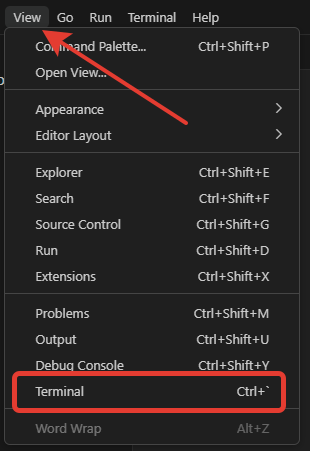 View Go Run Terminal Help
Command Palette... Ctrl+Shift+P
Open View...
Appearance
Editor Layout
Explorer Ctrl+Shift+E
Search Ctrl+Shift+F
Source Control Ctrl+Shift+G
Run Ctrl+Shift+D
Extensions Ctrl+Shift+X
Problems Ctrl+Shift+M
Output Ctrl+Shift+U
Debug Console Ctrl+Shift+Y
Terminal Ctrl+`
Word Wrap Alt+Z